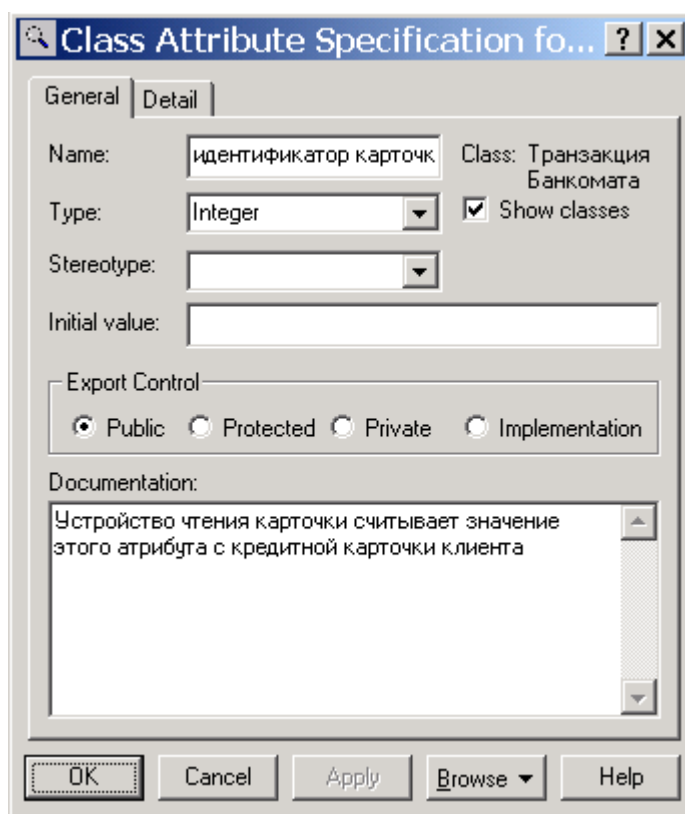 Class Attribute Specification fo...
General Detail
Name: идентификатор карточк Class: Транзакция
Банкомата
Type: Integer Show classes
Stereotype:
Initial value:
Export Control
Public Protected Private Implementation
Documentation:
Устройство чтения карточки считывает значение
этого атрибута с кредитной карточки клиента
OK Cancel Apply Browse Help